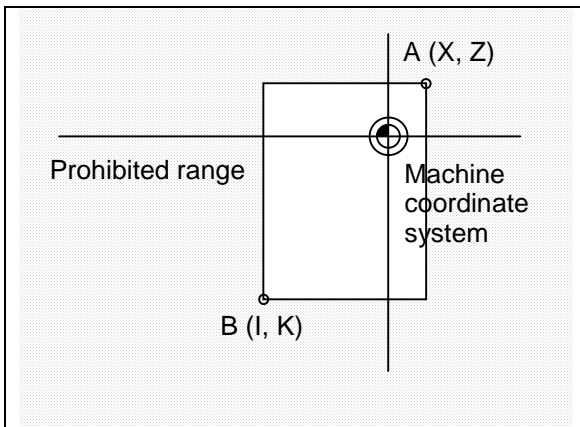 A (X, Z)
Prohibited range
Machine
coordinate
system
B (I, K)